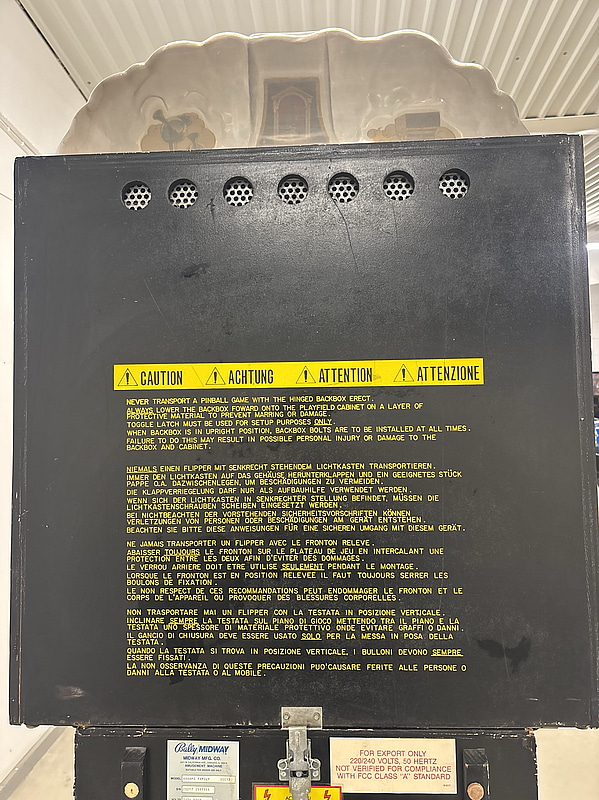 CAUTION ACHTUNG ATTENTION ATTENZIONE
NEVER TRANSPORT A PINBALL GAME WITH THE HINGED BACKBOX ERECT.
ALWAYS LOWER THE BACKBOX FOWARD ONTO THE PLAYFIELD CABINET ON A LAYER OF
PROTECTIVE MATERIAL TO PREVENT MARRING OR DAMAGE.
TOGGLE LATCH MUST BE USED FOR SETUP PURPOSES ONLY.
WHEN BACKBOX IS IN UPRIGHT POSITION, BACKBOX BOLTS ARE TO BE INSTALLED AT ALL TIMES.
FAILURE TO DO THIS MAY RESULT IN POSSIBLE PERSONAL INJURY OR DAMAGE TO THE
BACKBOX AND CABINET.
NIEMALS EINEN FLIPPER MIT SENKRECHT STEHENDEM LICHTKASTEN TRANSPORTIEREN.
IMMER DEN LICHTKASTEN AUF DAS GEHÄUSE HERUNTERKLAPPEN UND EIN GEEIGNETES STÜCK
PAPPE O.A. DAZWISCHENLEGEN, UM BESCHÄDIGUNGEN ZU VERMEIDEN.
DIE KLAPPVERRIEGELUNG DARF NUR ALS AUFBAUHILFE VERWENDET WERDEN
WENN SICH DER LICHTKASTEN IN SENKRECHTER STELLUNG BEFINDET, MÜSSEN DIE
LICHTKASTENSCHRAUBEN SCHEIBEN EINGESETZT WERDEN.
BEI NICHTBEACHTEN DER VORSTEHENDEN SICHERHEITSVORSCHRIFTEN KÖNNEN
VERLETZUNGEN VON PERSONEN ODER BESCHÄDIGUNGEN AM GERÄT ENTSTEHEN.
BEACHTEN SIE BITTE DIESE ANWEISUNGEN FÜR EINE SICHEREN UMGANG MIT DIESEM GERÄT.
NE JAMAIS TRANSPORTER UN FLIPPER AVEC LE FRONTON RELEVE.
ABAISSER TOUJOURS LE FRONTON SUR LE PLATEAU DE JEU EN INTERCALANT UNE
PROTECTION ENTRE LES DEUX AFIN D'EVITER DES DOMMAGES.
LE VERROU ARRIERE DOIT ETRE UTILISE SEULEMENT PENDANT LE MONTAGE.
LORSQUE LE FRONTON EST EN POSITION RELEVEE IL FAUT TOUJOURS SERRER LES
BOULONS DE FIXATION.
LE NON RESPECT DE CES RECOMMANDATIONS PEUT ENDOMMAGER LE FRONTON ET LE
CORPS DE L'APPAREIL OU PROVOQUER DES BLESSURES CORPORELLES.
NON TRASPORTARE MAI UN FLIPPER CON LA TESTATA IN POSIZIONE VERTICALE.
INCLINARE SEMPRE LA TESTATA SUL PIANO DI GIOCO METTENDO TRA IL PIANO E LA
TESTATA UNO SPESSORE DI MATERIALE PROTETTIVO ONDE EVITARE GRAFFI O DANNI.
IL GANCIO DI CHIUSURA DEVE ESSERE USATO SOLO PER LA MESSA IN POSA DELLA
TESTATA.
QUANDO LA TESTATA SI TROVA IN POSIZIONE VERTICALE, I BULLONI DEVONO SEMPRE
ESSERE FISSATI.
LA NON OSSERVANZA DI QUESTE PRECAUZIONI PUO'CAUSARE FERITE ALLE PERSONE O
DANNI ALLA TESTATA O AL MOBILE.
Bally MIDWAY
MIDWAY MFG. CO.
AMUSEMENT MACHINE
MODEL
FOR EXPORT ONLY
220/240 VOLTS, 50 HERTZ
NOT VERIFIED FOR COMPLIANCE
WITH FCC CLASS "A" STANDARD